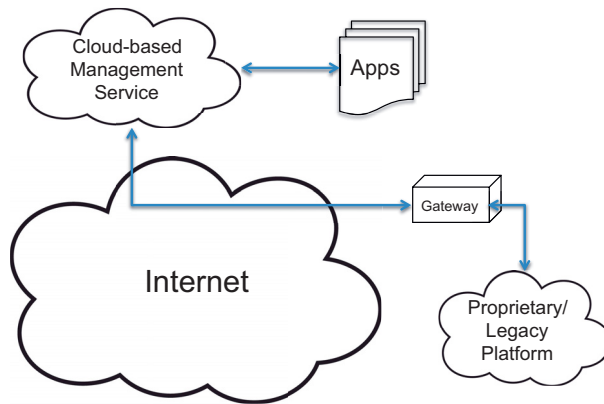 Cloud-based
Management
Service
Apps
Gateway
Internet
Proprietary/
Legacy
Platform